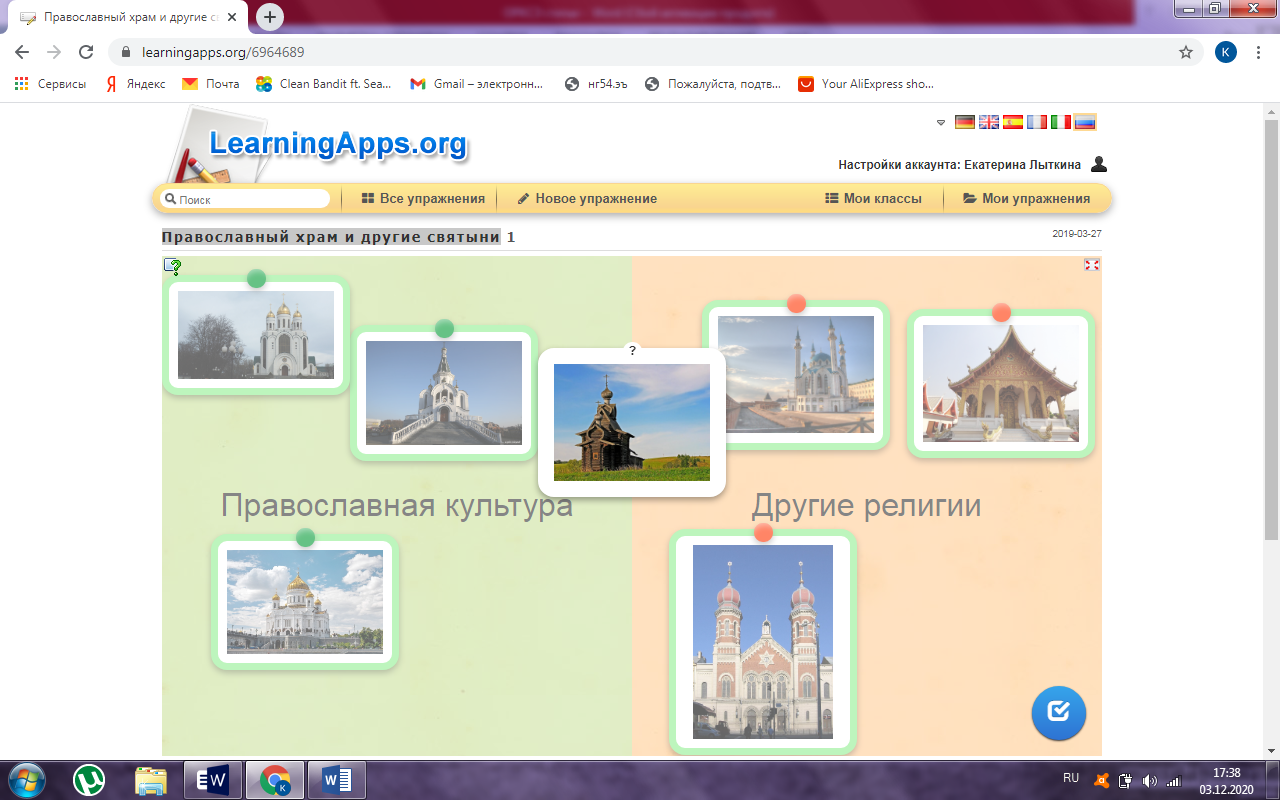 Православный храм и другие с
learningapps.org/6964689
К
Сервисы
Яндекс
Почта
Clean Bandit ft. Sea...
Gmail – электронн...
нг54.эъ
Пожалуйста, подтв...
Your AliExpress sho...
LearningApps.org
Настройки аккаунта: Екатерина Лыткина
Поиск
Все упражнения
Новое упражнение
Мои классы
Мои упражнения
Православный храм и другие святыни 1
2019-03-27
?
Православная культура
Другие религии
RU
17:38
03.12.2020